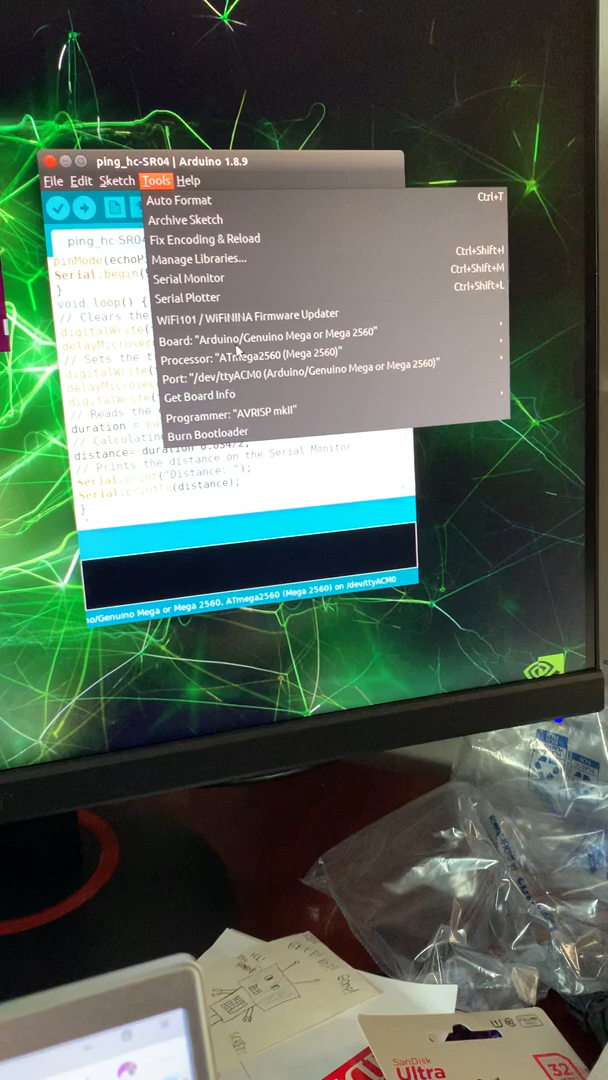 ping_hc-SR04 | Arduino 1.8.9
File Edit Sketch Tools Help
Auto Format Ctrl+T
Archive Sketch
Fix Encoding & Reload
Manage Libraries... Ctrl+Shift+I
Serial Monitor Ctrl+Shift+M
Serial Plotter Ctrl+Shift+L
WiFi101 / WiFiNINA Firmware Updater
Board: "Arduino/Genuino Mega or Mega 2560"
Processor: "ATmega2560 (Mega 2560)"
Port: "/dev/ttyACM0 (Arduino/Genuino Mega or Mega 2560)"
Get Board Info
Programmer: "AVRISP mkII"
Burn Bootloader
ping_hc-SR04
pinMode(echoP
Serial.begin(
}
void loop() {
// Clears the
digitalWrite(
delayMicrosec
// Sets the t
digitalWrite(
delayMicrosec
digitalWrite(
// Reads the
duration =
// Calculatin
distance= duration*0.034/2;
// Prints the distance on the Serial Monitor
Serial.print("Distance: ");
Serial.println(distance);
}
no/Genuino Mega or Mega 2560, ATmega2560 (Mega 2560) on /dev/ttyACM0
Hi!
SanDisk
Ultra
32